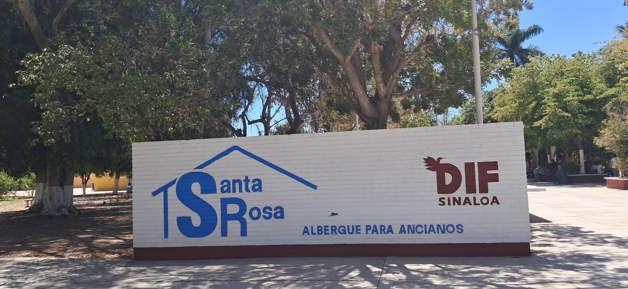 Santa
Rosa
ALBERGUE PARA ANCIANOS
DIF
SINALOA